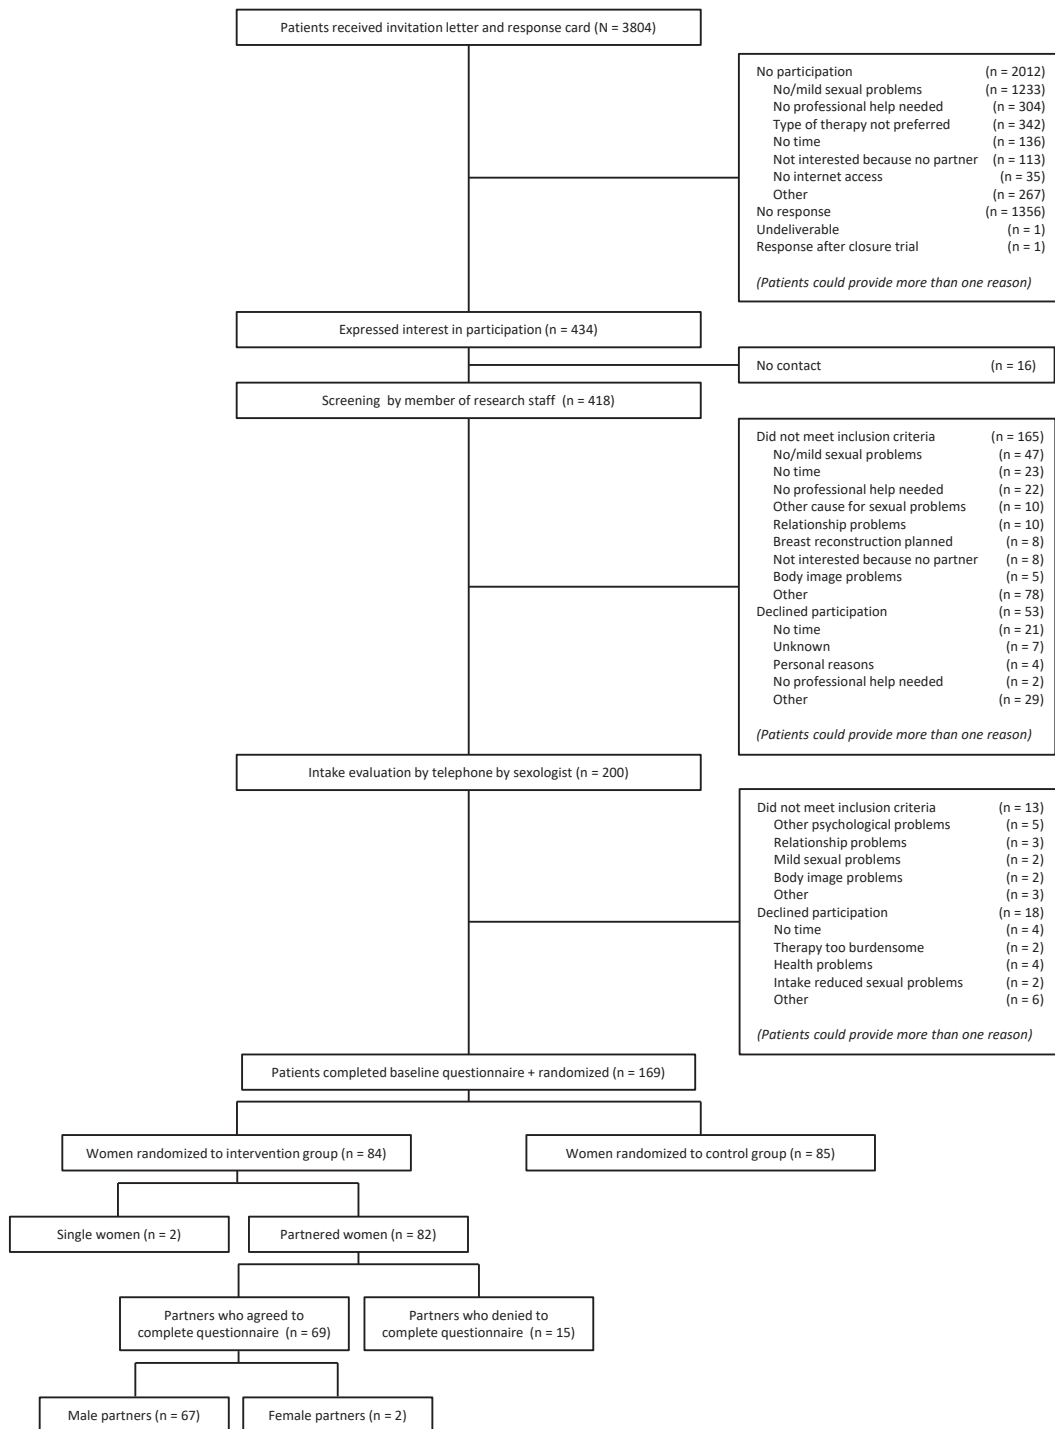 Patients received invitation letter and response card (N = 3804)
No participation (n = 2012)
No/mild sexual problems (n = 1233)
No professional help needed (n = 304)
Type of therapy not preferred (n = 342)
No time (n = 136)
Not interested because no partner (n = 113)
No internet access (n = 35)
Other (n = 267)
No response (n = 1356)
Undeliverable (n = 1)
Response after closure trial (n = 1)
(Patients could provide more than one reason)
Expressed interest in participation (n = 434)
No contact (n = 16)
Screening by member of research staff (n = 418)
Did not meet inclusion criteria (n = 165)
No/mild sexual problems (n = 47)
No time (n = 23)
No professional help needed (n = 22)
Other cause for sexual problems (n = 10)
Relationship problems (n = 10)
Breast reconstruction planned (n = 8)
Not interested because no partner (n = 8)
Body image problems (n = 5)
Other (n = 78)
Declined participation (n = 53)
No time (n = 21)
Unknown (n = 7)
Personal reasons (n = 4)
No professional help needed (n = 2)
Other (n = 29)
(Patients could provide more than one reason)
Intake evaluation by telephone by sexologist (n = 200)
Did not meet inclusion criteria (n = 13)
Other psychological problems (n = 5)
Relationship problems (n = 3)
Mild sexual problems (n = 2)
Body image problems (n = 2)
Other (n = 3)
Declined participation (n = 18)
No time (n = 4)
Therapy too burdensome (n = 2)
Health problems (n = 4)
Intake reduced sexual problems (n = 2)
Other (n = 6)
(Patients could provide more than one reason)
Patients completed baseline questionnaire + randomized (n = 169)
Women randomized to intervention group (n = 84)
Women randomized to control group (n = 85)
Single women (n = 2)
Partnered women (n = 82)
Partners who agreed to
complete questionnaire (n = 69)
Partners who denied to
complete questionnaire (n = 15)
Male partners (n = 67)
Female partners (n = 2)